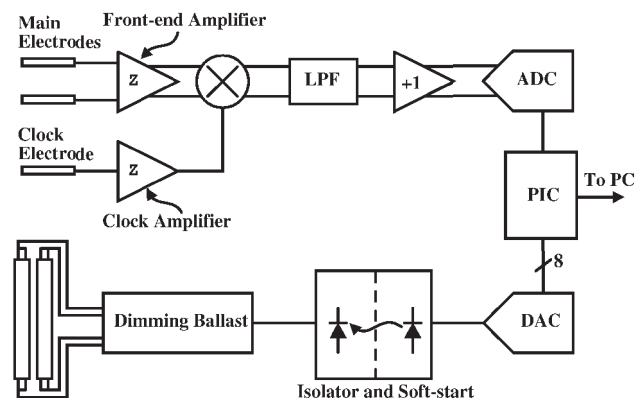 Main
Electrodes
Front-end Amplifier
z
LPF
+1
ADC
Clock
Electrode
z
Clock Amplifier
PIC
To PC
8
Dimming Ballast
DAC
Isolator and Soft-start